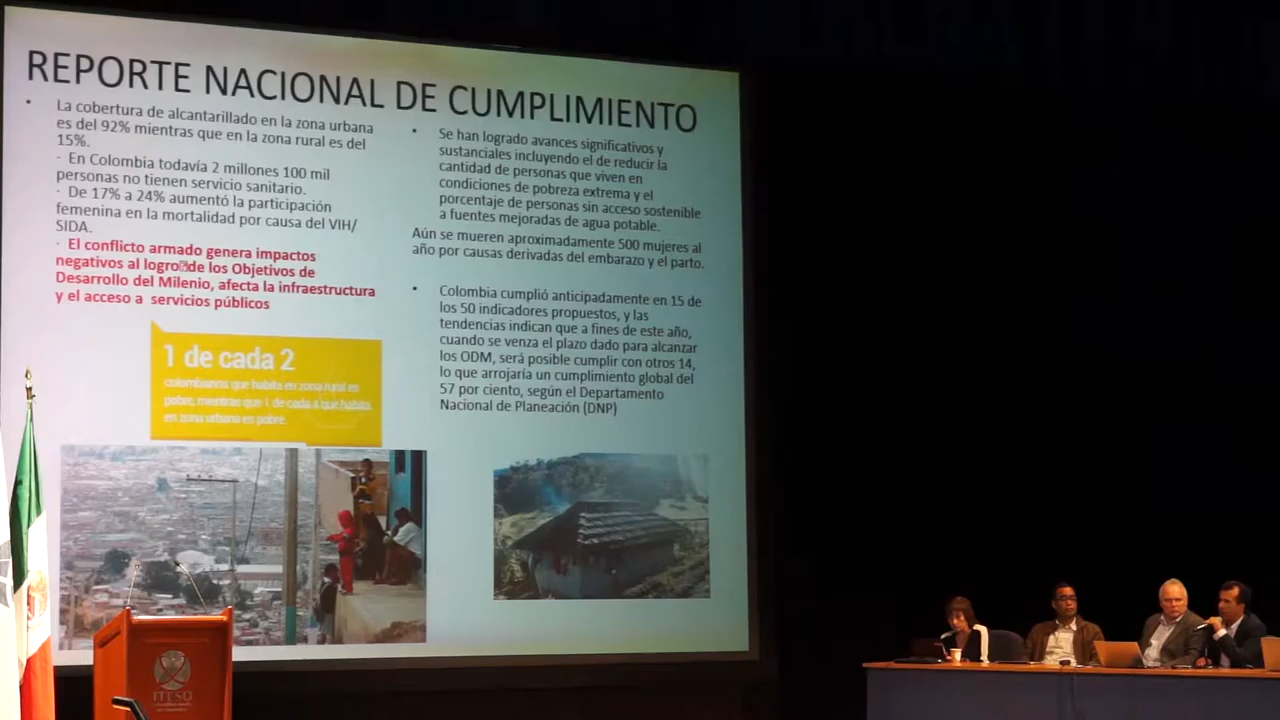 REPORTE NACIONAL DE CUMPLIMIENTO
• La cobertura de alcantarillado en la zona urbana
es del 92% mientras que en la zona rural es del
15%.
- En Colombia todavía 2 millones 100 mil
personas no tienen servicio sanitario.
- De 17% a 24% aumentó la participación
femenina en la mortalidad por causa del VIH/
SIDA.
- El conflicto armado genera impactos
negativos al logro de los Objetivos de
Desarrollo del Milenio, afecta la infraestructura
y el acceso a servicios públicos
1 de cada 2
colombianos que habita en zona rural es
pobre, mientras que 1 de cada 4 que habita
en zona urbana es pobre.
• Se han logrado avances significativos y
sustanciales incluyendo el de reducir la
cantidad de personas que viven en
condiciones de pobreza extrema y el
porcentaje de personas sin acceso sostenible
a fuentes mejoradas de agua potable.
Aún se mueren aproximadamente 500 mujeres al
año por causas derivadas del embarazo y el parto.
• Colombia cumplió anticipadamente en 15 de
los 50 indicadores propuestos, y las
tendencias indican que a fines de este año,
cuando se venza el plazo dado para alcanzar
los ODM, será posible cumplir con otros 14,
lo que arrojaría un cumplimiento global del
57 por ciento, según el Departamento
Nacional de Planeación (DNP)
ITESO